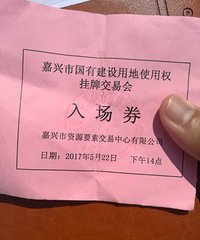 嘉兴市国有建设用地使用权
挂牌交易会
入场券
嘉兴市资源要素交易中心有限公司
日期：2017年5月22日 下午14点